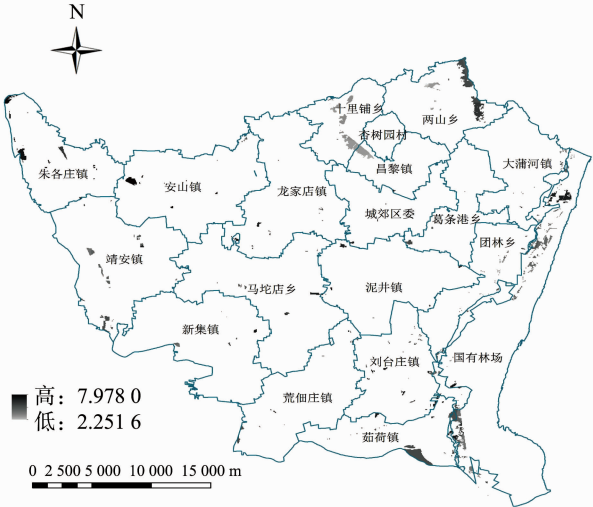 N
十里铺乡
两山乡
杏树园村
大蒲河镇
昌黎镇
朱各庄镇
安山镇
龙家店镇
城郊区委
葛条港乡
团林乡
靖安镇
马坨店乡
泥井镇
新集镇
刘台庄镇
国有林场
荒佃庄镇
茹荷镇
高：7.978 0
低：2.251 6
0 2 500 5 000 10 000 15 000 m